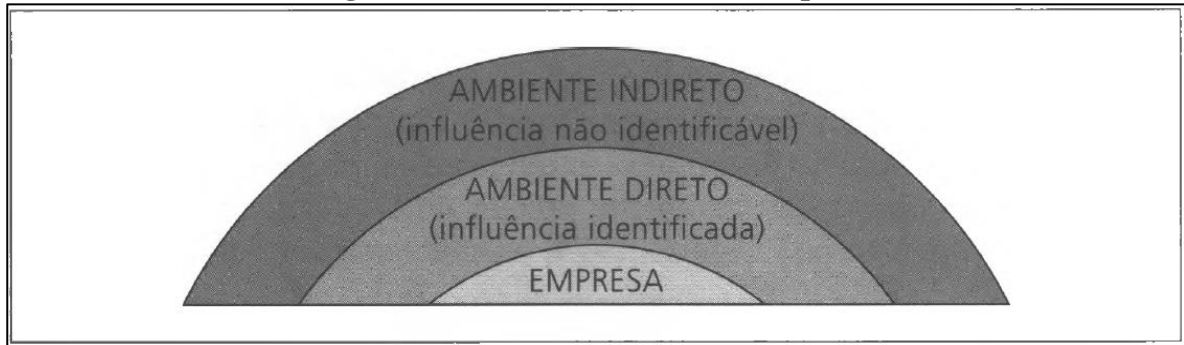 AMBIENTE INDIRETO
(influência não identificável)
AMBIENTE DIRETO
(influência identificada)
EMPRESA